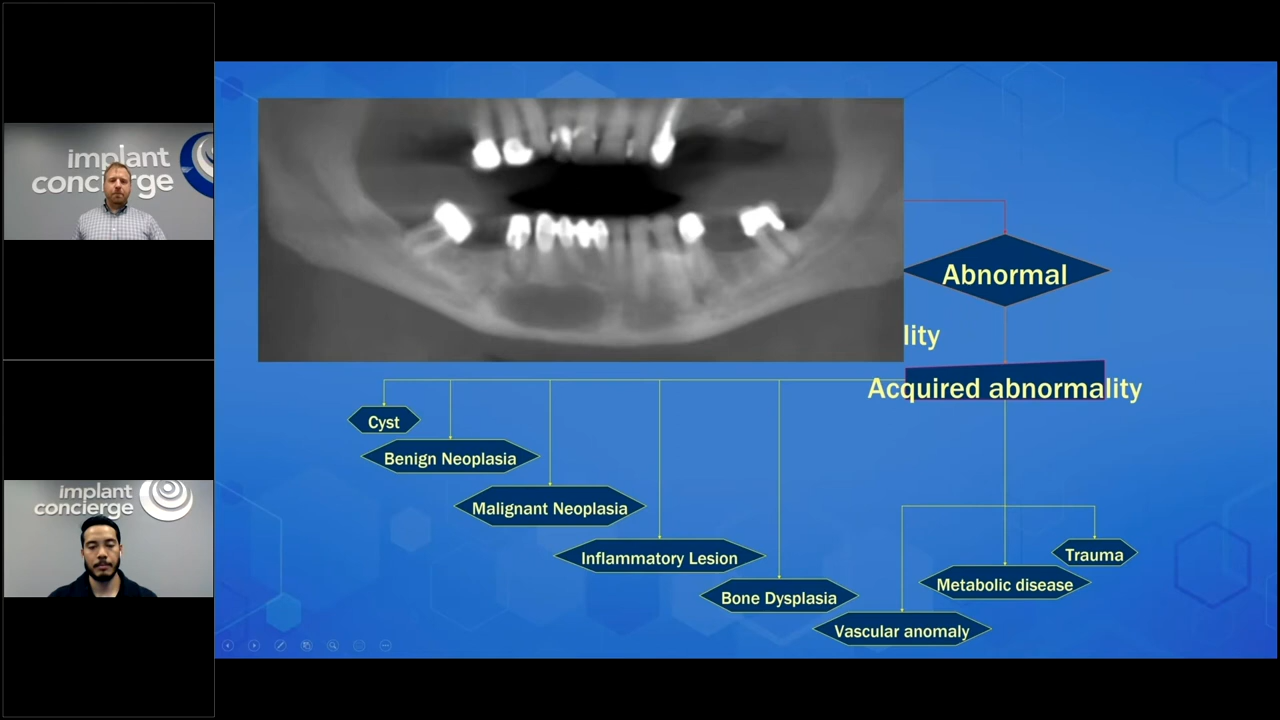 implant
concierge
implant
concierge
Abnormal
lity
Acquired abnormality
Cyst
Benign Neoplasia
Malignant Neoplasia
Inflammatory Lesion
Bone Dysplasia
Trauma
Metabolic disease
Vascular anomaly